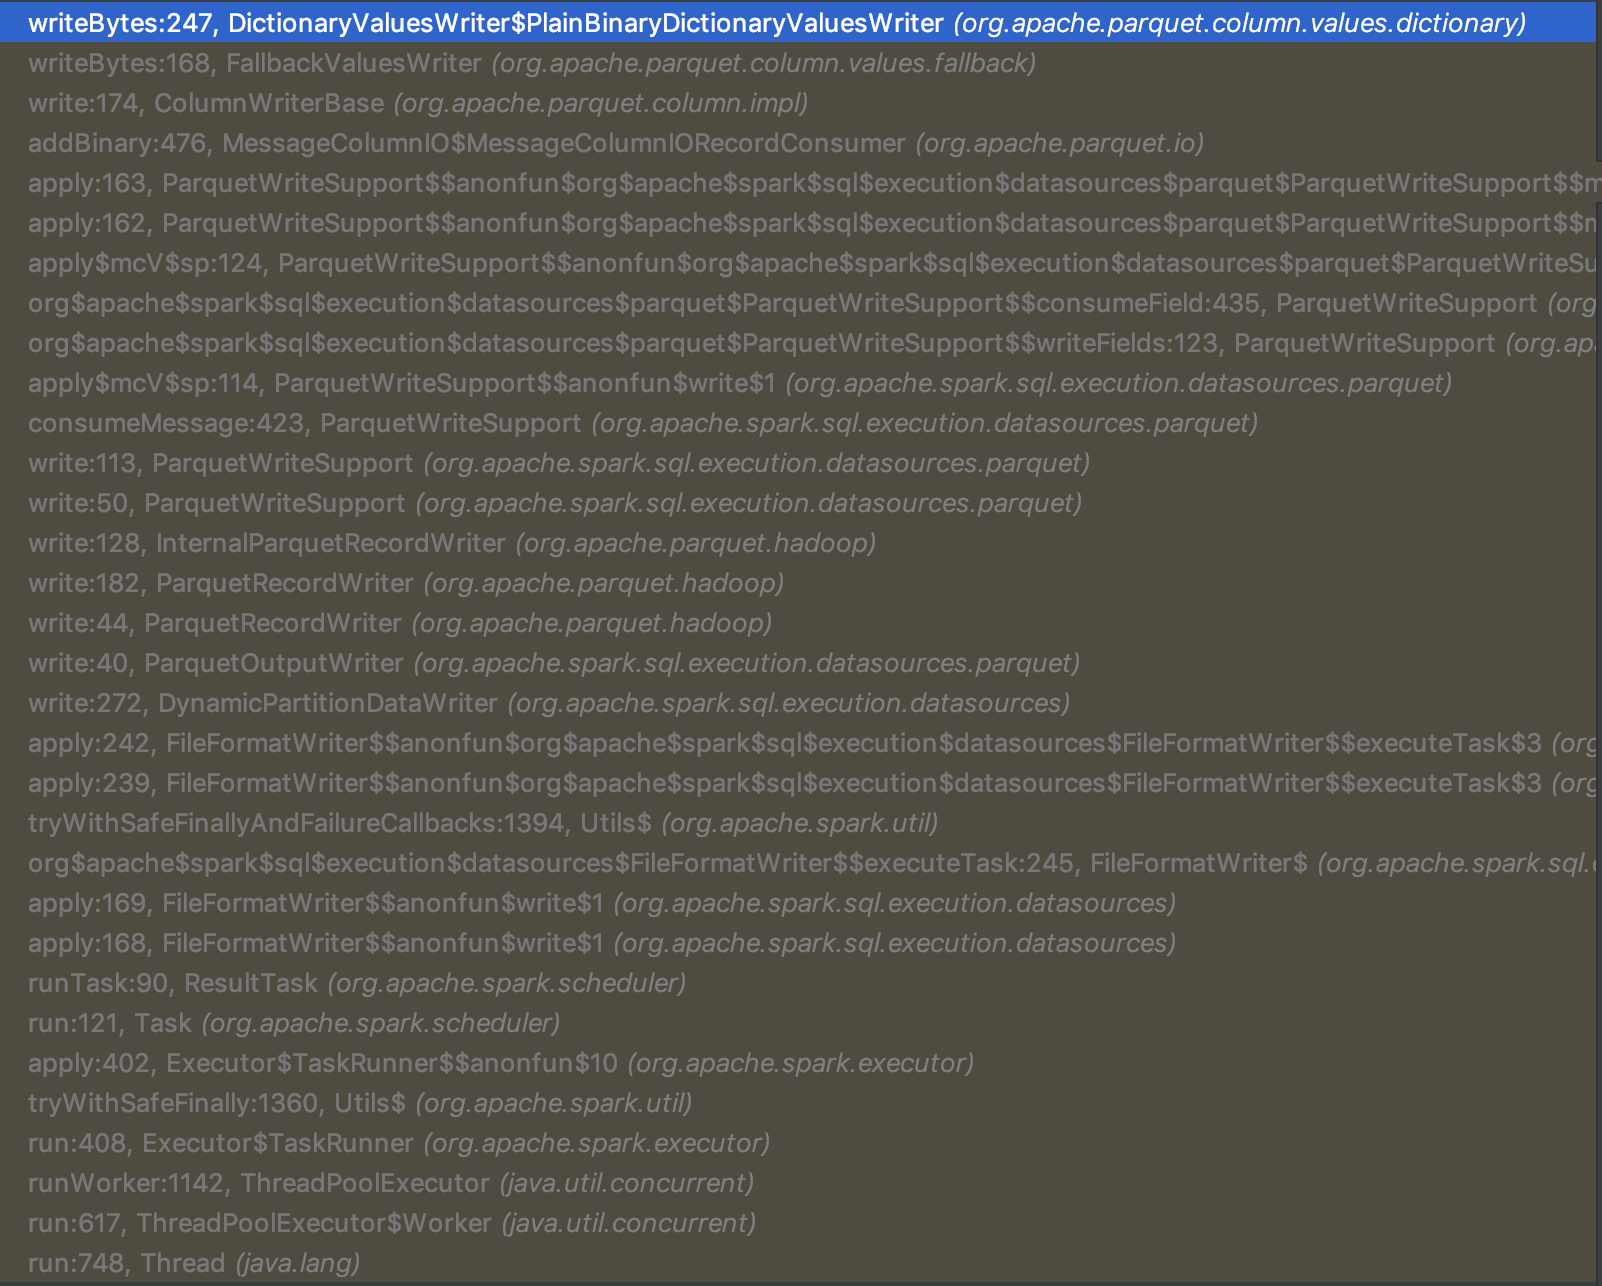 writeBytes:247, DictionaryValuesWriter$PlainBinaryDictionaryValuesWriter (org.apache.parquet.column.values.dictionary)
writeBytes:168, FallbackValuesWriter (org.apache.parquet.column.values.fallback)
write:174, ColumnWriterBase (org.apache.parquet.column.impl)
addBinary:476, MessageColumnIO$MessageColumnIORecordConsumer (org.apache.parquet.io)
apply:163, ParquetWriteSupport$$anonfun$org$apache$spark$sql$execution$datasources$parquet$ParquetWriteSupport$$m
apply:162, ParquetWriteSupport$$anonfun$org$apache$spark$sql$execution$datasources$parquet$ParquetWriteSupport$$m
apply$mcV$sp:124, ParquetWriteSupport$$anonfun$org$apache$spark$sql$execution$datasources$parquet$ParquetWriteSu
org$apache$spark$sql$execution$datasources$parquet$ParquetWriteSupport$$consumeField:435, ParquetWriteSupport (org
org$apache$spark$sql$execution$datasources$parquet$ParquetWriteSupport$$writeFields:123, ParquetWriteSupport (org.ap
apply$mcV$sp:114, ParquetWriteSupport$$anonfun$write$1 (org.apache.spark.sql.execution.datasources.parquet)
consumeMessage:423, ParquetWriteSupport (org.apache.spark.sql.execution.datasources.parquet)
write:113, ParquetWriteSupport (org.apache.spark.sql.execution.datasources.parquet)
write:50, ParquetWriteSupport (org.apache.spark.sql.execution.datasources.parquet)
write:128, InternalParquetRecordWriter (org.apache.parquet.hadoop)
write:182, ParquetRecordWriter (org.apache.parquet.hadoop)
write:44, ParquetRecordWriter (org.apache.parquet.hadoop)
write:40, ParquetOutputWriter (org.apache.spark.sql.execution.datasources.parquet)
write:272, DynamicPartitionDataWriter (org.apache.spark.sql.execution.datasources)
apply:242, FileFormatWriter$$anonfun$org$apache$spark$sql$execution$datasources$FileFormatWriter$$executeTask$3 (org
apply:239, FileFormatWriter$$anonfun$org$apache$spark$sql$execution$datasources$FileFormatWriter$$executeTask$3 (org
tryWithSafeFinallyAndFailureCallbacks:1394, Utils$ (org.apache.spark.util)
org$apache$spark$sql$execution$datasources$FileFormatWriter$$executeTask:245, FileFormatWriter$ (org.apache.spark.sql.e
apply:169, FileFormatWriter$$anonfun$write$1 (org.apache.spark.sql.execution.datasources)
apply:168, FileFormatWriter$$anonfun$write$1 (org.apache.spark.sql.execution.datasources)
runTask:90, ResultTask (org.apache.spark.scheduler)
run:121, Task (org.apache.spark.scheduler)
apply:402, Executor$TaskRunner$$anonfun$10 (org.apache.spark.executor)
tryWithSafeFinally:1360, Utils$ (org.apache.spark.util)
run:408, Executor$TaskRunner (org.apache.spark.executor)
runWorker:1142, ThreadPoolExecutor (java.util.concurrent)
run:617, ThreadPoolExecutor$Worker (java.util.concurrent)
run:748, Thread (java.lang)